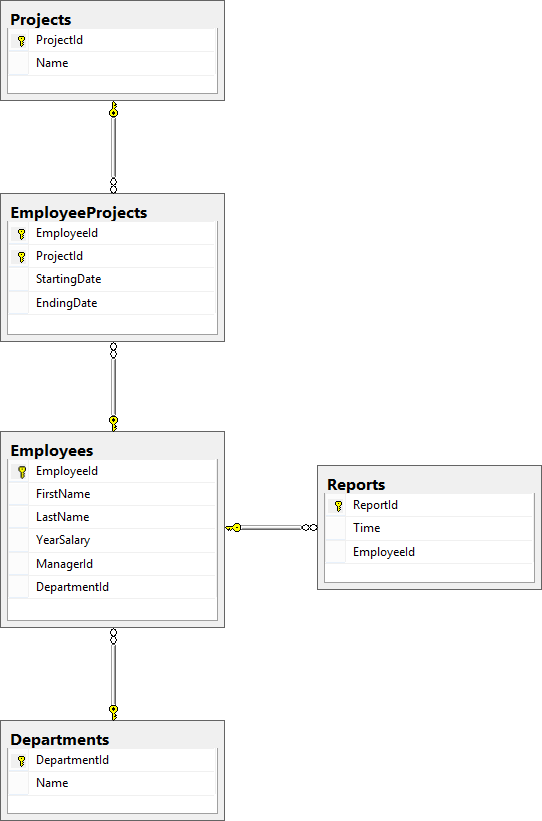 Projects
ProjectId
Name
EmployeeProjects
EmployeeId
ProjectId
StartingDate
EndingDate
Employees
EmployeeId
FirstName
LastName
YearSalary
ManagerId
DepartmentId
Reports
ReportId
Time
EmployeeId
Departments
DepartmentId
Name